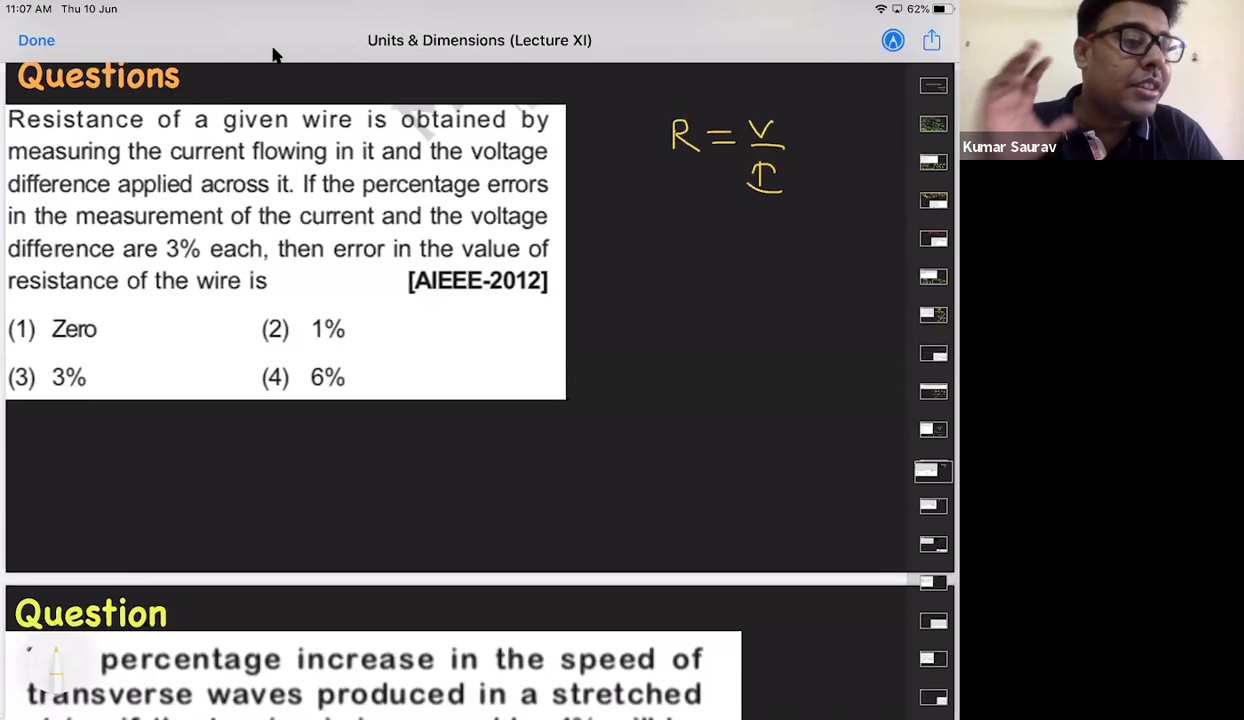 11:07 AM Thu 10 Jun
62%
Done
Units & Dimensions (Lecture XI)
Questions
Resistance of a given wire is obtained by
measuring the current flowing in it and the voltage
difference applied across it. If the percentage errors
in the measurement of the current and the voltage
difference are 3% each, then error in the value of
resistance of the wire is [AIEEE-2012]
(1) Zero (2) 1%
(3) 3% (4) 6%
R = V
I
Kumar Saurav
Question
percentage increase in the speed of
transverse waves produced in a stretched